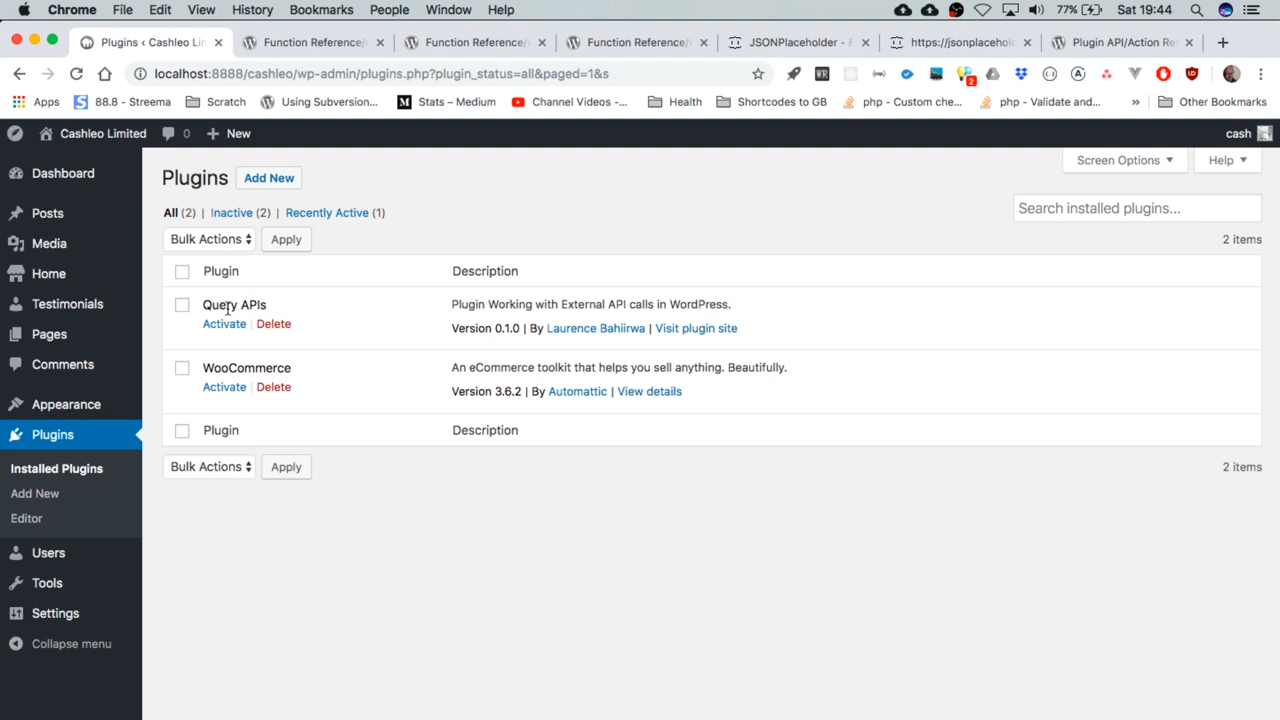 Chrome File Edit View History Bookmarks People Window Help 77% Sat 19:44
Plugins ‹ Cashleo Lin Function Reference/ Function Reference/ Function Reference/ JSONPlaceholder - F https://jsonplacehol Plugin API/Action Re
localhost:8888/cashleo/wp-admin/plugins.php?plugin_status=all&paged=1&s
Apps 88.8 - Streema Scratch Using Subversion-... Stats – Medium Channel Videos -... Health Shortcodes to GB php - Custom che... php - Validate and... » Other Bookmarks
Cashleo Limited 0 + New cash
Screen Options Help
Dashboard
Posts
Media
Home
Testimonials
Pages
Comments
Appearance
Plugins
Installed Plugins
Add New
Editor
Users
Tools
Settings
Collapse menu
Plugins Add New
All (2) | Inactive (2) | Recently Active (1)
Search installed plugins...
Bulk Actions Apply 2 items
Plugin Description
Query APIs Plugin Working with External API calls in WordPress.
Activate | Delete Version 0.1.0 | By Laurence Bahiirwa | Visit plugin site
WooCommerce An eCommerce toolkit that helps you sell anything. Beautifully.
Activate | Delete Version 3.6.2 | By Automattic | View details
Plugin Description
Bulk Actions Apply 2 items